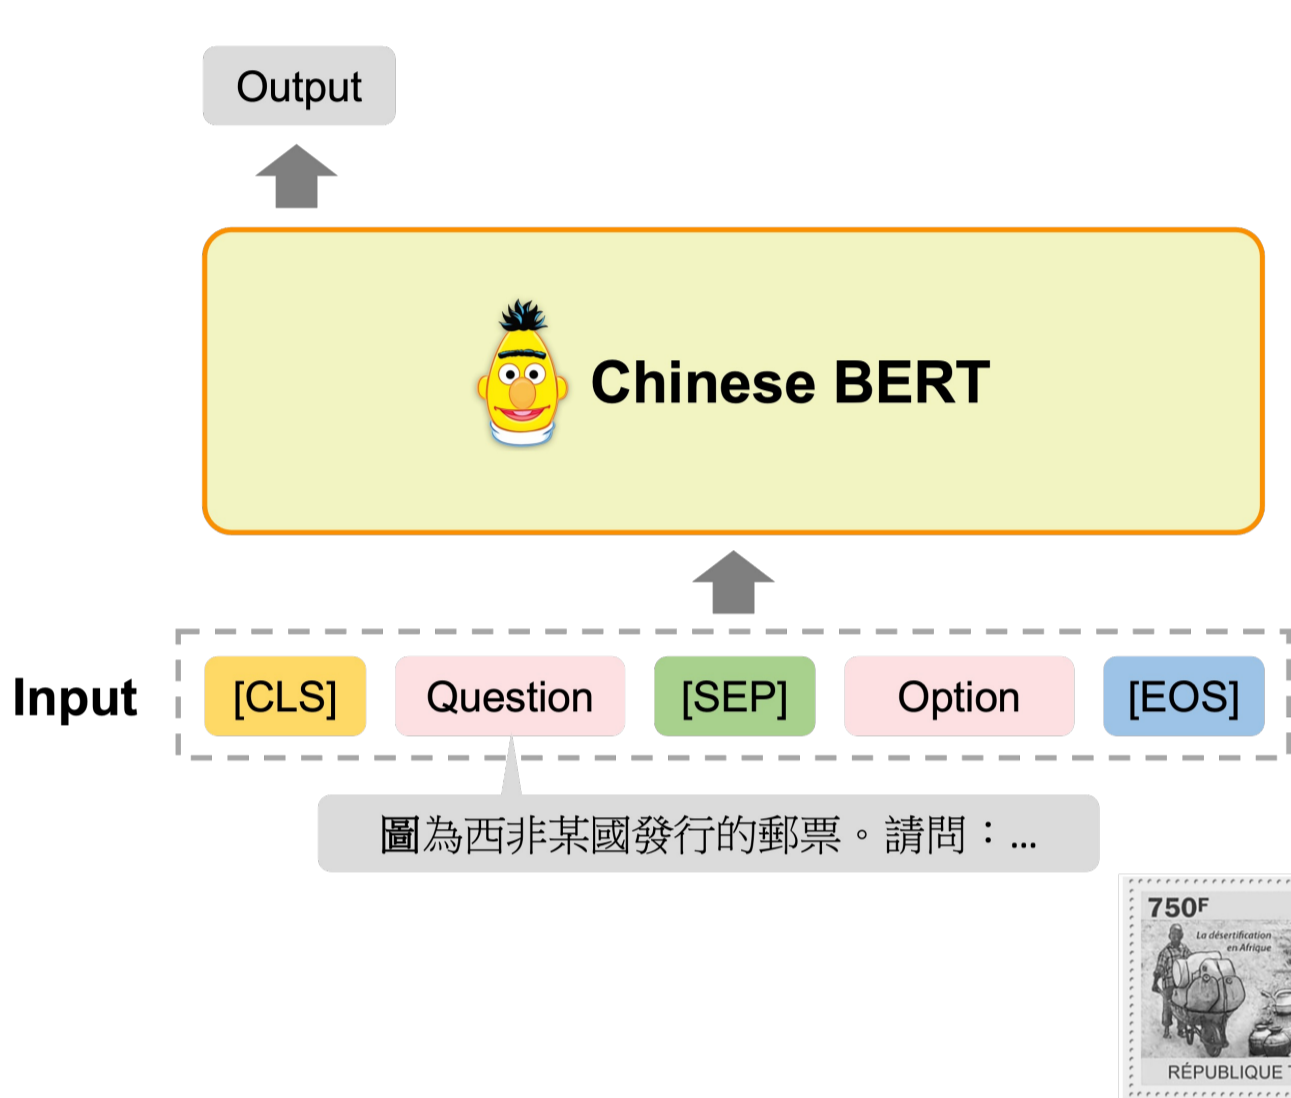 Output
Chinese BERT
Input
[CLS] Question [SEP] Option [EOS]
圖為西非某國發行的郵票。請問：...
750F
La désertification
en Afrique
RÉPUBLIQUE